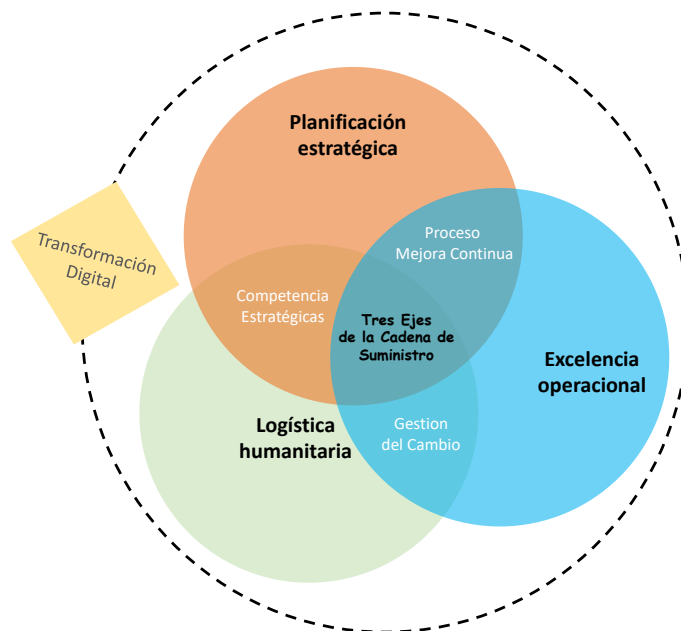 Planificación
estratégica
Proceso
Mejora Continua
Transformación
Digital
Competencia
Estratégicas
Tres Ejes
de la Cadena de
Suministro
Excelencia
operacional
Logística
humanitaria
Gestion
del Cambio